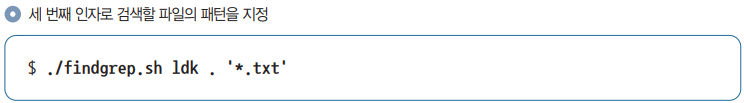 세 번째 인자로 검색할 파일의 패턴을 지정
$ ./findgrep.sh ldk . '*.txt'